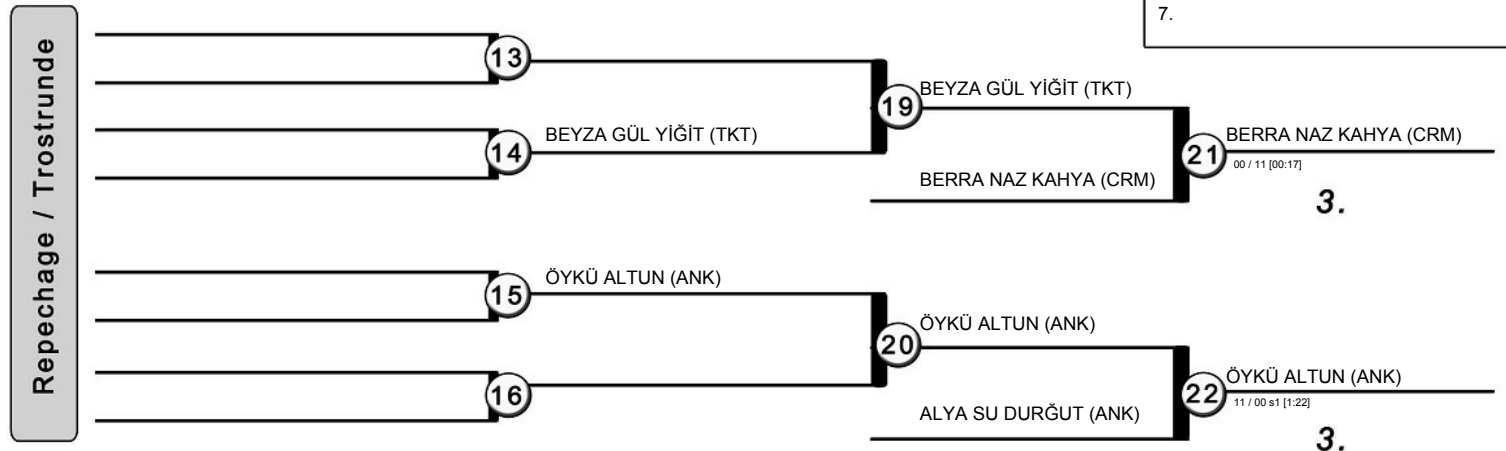 Repechage / Trostrunde
7.
13
14
BEYZA GÜL YİĞİT (TKT)
19
BEYZA GÜL YİĞİT (TKT)
BERRA NAZ KAHYA (CRM)
21
BERRA NAZ KAHYA (CRM)
00 / 11 [00:17]
3.
15
ÖYKÜ ALTUN (ANK)
16
20
ÖYKÜ ALTUN (ANK)
ALYA SU DURĞUT (ANK)
22
ÖYKÜ ALTUN (ANK)
11 / 00 s1 [1:22]
3.